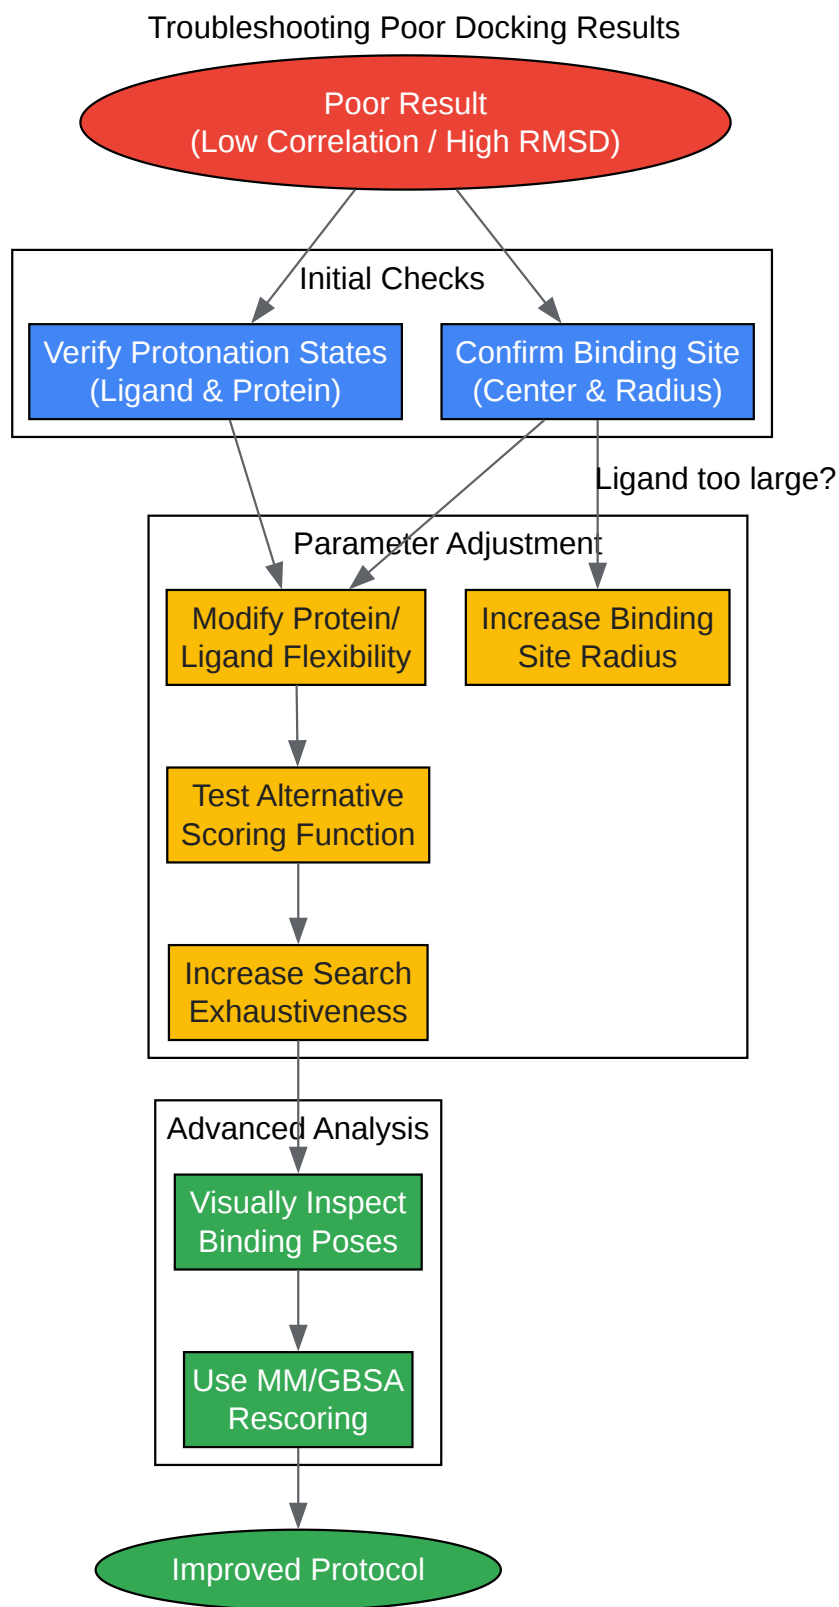 Troubleshooting Poor Docking Results
Poor Result
(Low Correlation / High RMSD)
Initial Checks
Verify Protonation States
(Ligand & Protein)
Confirm Binding Site
(Center & Radius)
Ligand too large?
Parameter Adjustment
Modify Protein/
Ligand Flexibility
Increase Binding
Site Radius
Test Alternative
Scoring Function
Increase Search
Exhaustiveness
Advanced Analysis
Visually Inspect
Binding Poses
Use MM/GBSA
Rescoring
Improved Protocol